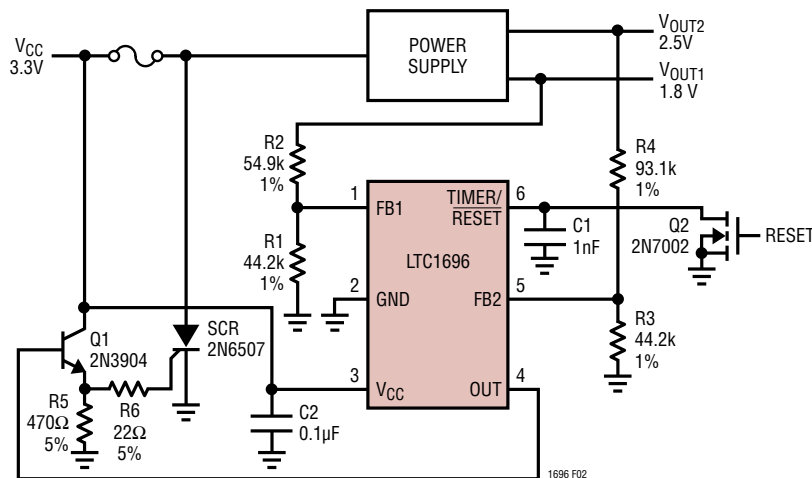 VCC
3.3V
POWER
SUPPLY
VOUT2
2.5V
VOUT1
1.8 V
R2
54.9k
1%
R4
93.1k
1%
1
FB1
TIMER/
RESET
6
C1
1nF
Q2
2N7002
RESET
R1
44.2k
1%
LTC1696
2
GND
FB2
5
R3
44.2k
1%
Q1
2N3904
SCR
2N6507
3
VCC
OUT
4
R5
470Ω
5%
R6
22Ω
5%
C2
0.1µF
1696 F02